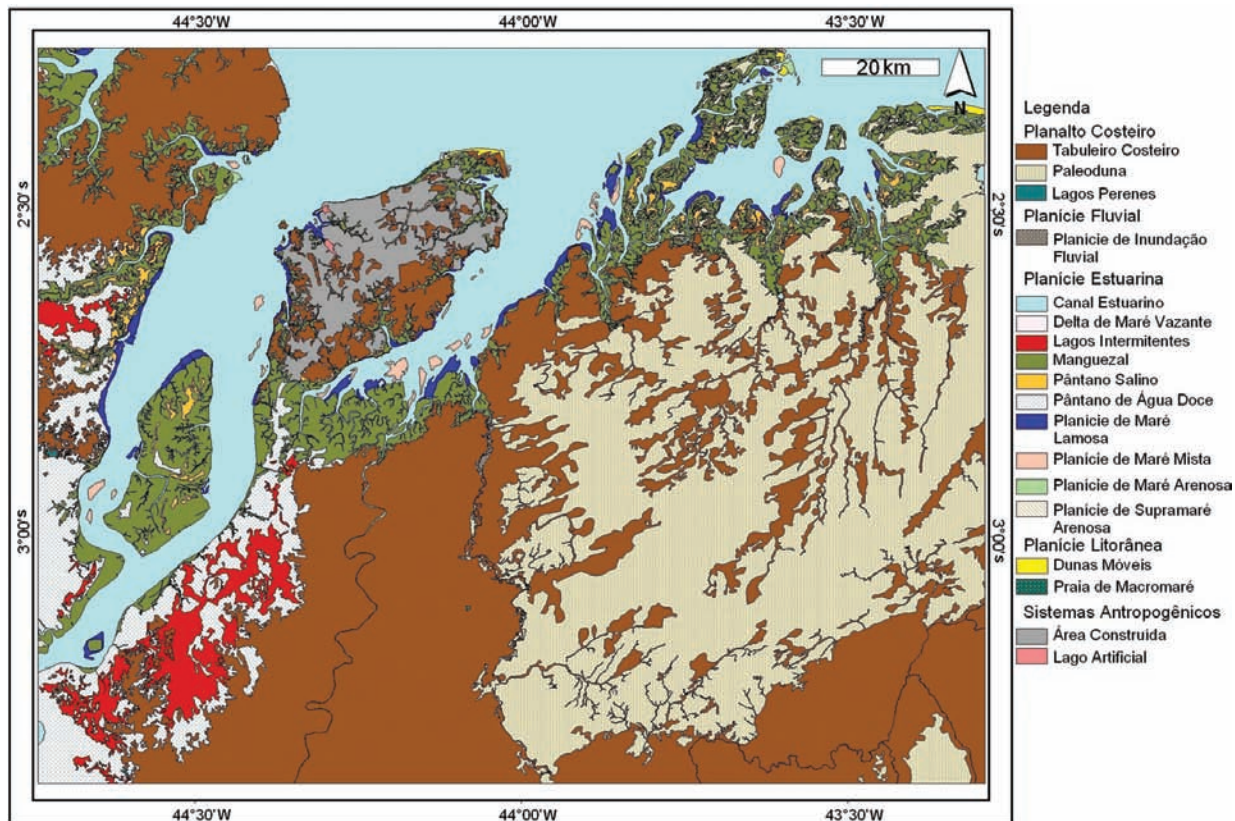 44°30'W
44°00'W
43°30'W
20 km
N
2°30's
2°30's
3°00's
3°00's
44°30'W
44°00'W
43°30'W
Legenda
Planalto Costeiro
Tabuleiro Costeiro
Paleoduna
Lagos Perenes
Planície Fluvial
Planície de Inundação
Fluvial
Planície Estuarina
Canal Estuarino
Delta de Maré Vazante
Lagos Intermitentes
Manguezal
Pântano Salino
Pântano de Água Doce
Planície de Maré
Lamosa
Planície de Maré Mista
Planície de Maré Arenosa
Planície de Supramaré
Arenosa
Planície Litorânea
Dunas Móveis
Praia de Macromaré
Sistemas Antropogênicos
Área Construída
Lago Artificial